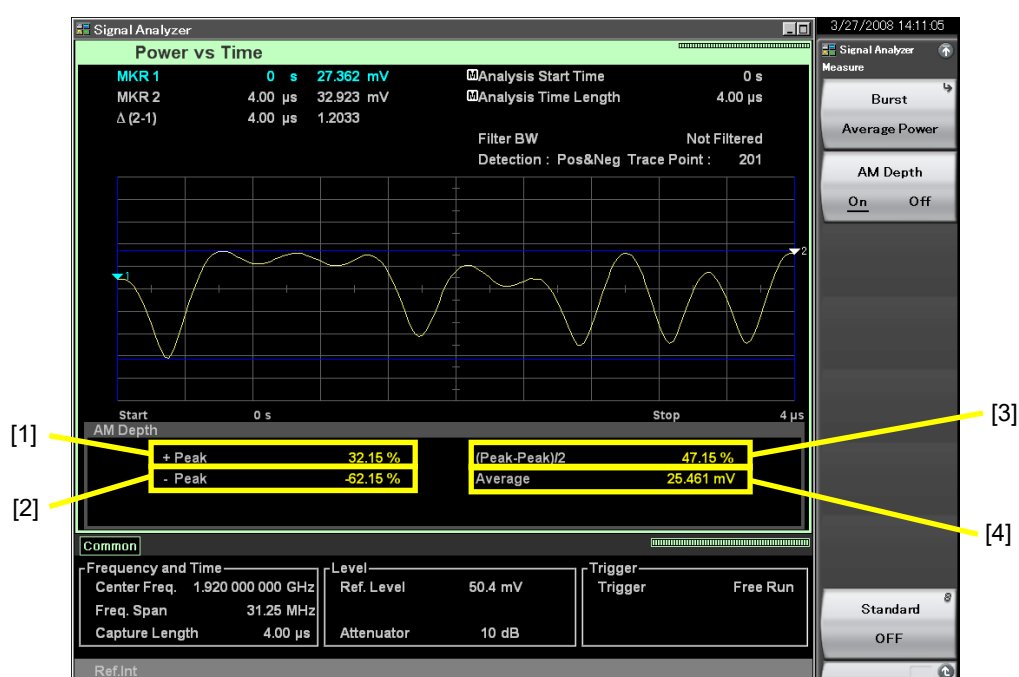 Signal Analyzer
3/27/2008 14:11:05
Power vs Time
MKR 1 0 s 27.362 mV
MKR 2 4.00 µs 32.923 mV
Δ (2-1) 4.00 µs 1.2033
M Analysis Start Time 0 s
M Analysis Time Length 4.00 µs
Filter BW Not Filtered
Detection : Pos&Neg Trace Point : 201
1
2
Start 0 s Stop 4 µs
AM Depth
+ Peak 32.15 %
(Peak-Peak)/2 47.15 %
- Peak -62.15 %
Average 25.461 mV
[1]
[2]
[3]
[4]
Common
Frequency and Time
Center Freq. 1.920 000 000 GHz
Freq. Span 31.25 MHz
Capture Length 4.00 µs
Level
Ref. Level 50.4 mV
Attenuator 10 dB
Trigger
Trigger Free Run
Ref.Int
Signal Analyzer
Measure
Burst
Average Power
AM Depth
On Off
Standard
OFF